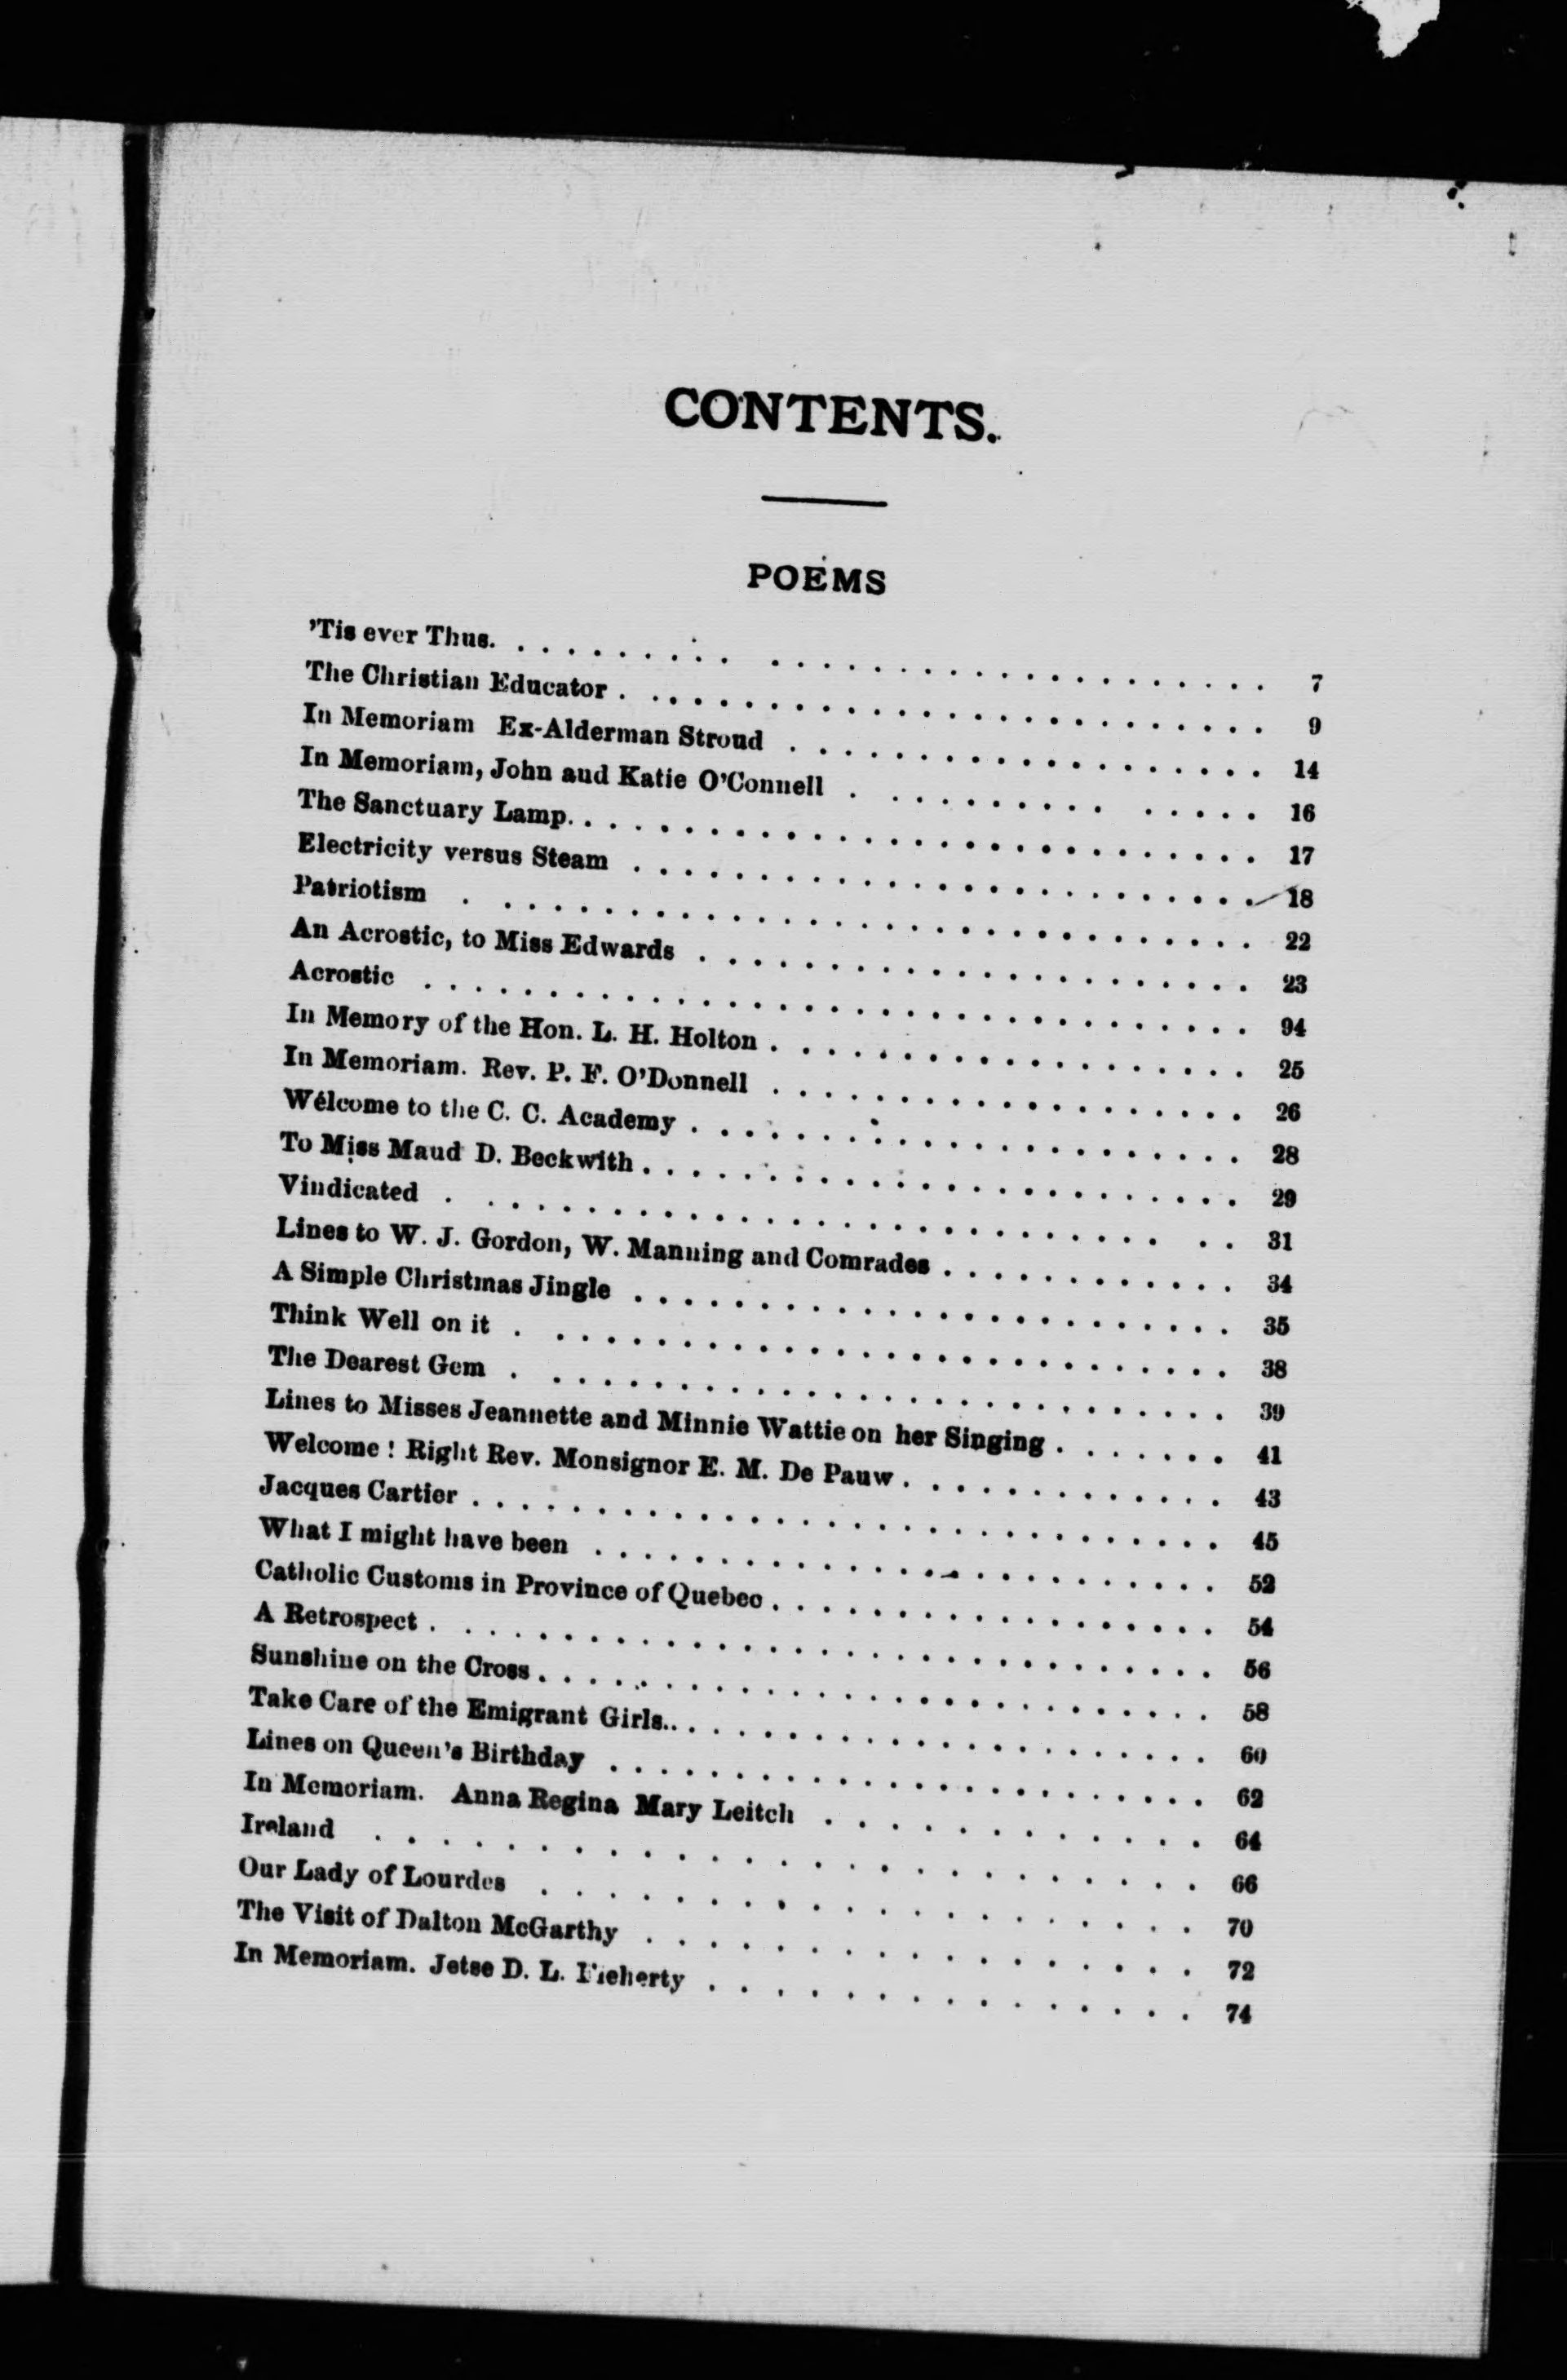 CONTENTS.
POEMS
'Tis ever Thus. . . . . . . . . . . . . . . . . . . . . . . . . . . . . . 7
The Christian Educator . . . . . . . . . . . . . . . . . . . . . . . . . . 9
In Memoriam Ex-Alderman Stroud . . . . . . . . . . . . . . . . . . . 14
In Memoriam, John aud Katie O'Connell . . . . . . . . . . . . . . . 16
The Sanctuary Lamp. . . . . . . . . . . . . . . . . . . . . . . . . . . . 17
Electricity versus Steam . . . . . . . . . . . . . . . . . . . . . . . . . 18
Patriotism . . . . . . . . . . . . . . . . . . . . . . . . . . . . . . . 22
An Acrostic, to Miss Edwards . . . . . . . . . . . . . . . . . . . . . . 23
Acrostic . . . . . . . . . . . . . . . . . . . . . . . . . . . . . . . . . 94
In Memory of the Hon. L. H. Holton . . . . . . . . . . . . . . . . . . . 25
In Memoriam. Rev. P. F. O'Donnell . . . . . . . . . . . . . . . . . . . 26
Welcome to the C. C. Academy . . . . . . . . . . . . . . . . . . . . . . 28
To Miss Maud D. Beckwith . . . . . . . . . . . . . . . . . . . . . . . . 29
Vindicated . . . . . . . . . . . . . . . . . . . . . . . . . . . . . . 31
Lines to W. J. Gordon, W. Manning and Comrades . . . . . . . . . . . . 34
A Simple Christmas Jingle . . . . . . . . . . . . . . . . . . . . . . . . 35
Think Well on it . . . . . . . . . . . . . . . . . . . . . . . . . . . . 38
The Dearest Gem . . . . . . . . . . . . . . . . . . . . . . . . . . . . 39
Lines to Misses Jeannette and Minnie Wattie on her Singing . . . . . . . 41
Welcome ! Right Rev. Monsignor E. M. De Pauw . . . . . . . . . . . . . 43
Jacques Cartier . . . . . . . . . . . . . . . . . . . . . . . . . . . . . . 45
What I might have been . . . . . . . . . . . . . . . . . . . . . . . . . 52
Catholic Customs in Province of Quebec . . . . . . . . . . . . . . . . . . 54
A Retrospect . . . . . . . . . . . . . . . . . . . . . . . . . . . . . . . 56
Sunshine on the Cross . . . . . . . . . . . . . . . . . . . . . . . . . . . 58
Take Care of the Emigrant Girls.. . . . . . . . . . . . . . . . . . . . . . 60
Lines on Queen's Birthday . . . . . . . . . . . . . . . . . . . . . . . . 62
In Memoriam. Anna Regina Mary Leitch . . . . . . . . . . . . . 64
Ireland . . . . . . . . . . . . . . . . . . . . . . . . . 66
Our Lady of Lourdes . . . . . . . . . . . . . . . . . . . . 70
The Visit of Dalton McGarthy . . . . . . . . . . . . . . . . . 72
In Memoriam. Jetse D. L. . . . . . . . . . . . . . . . 74